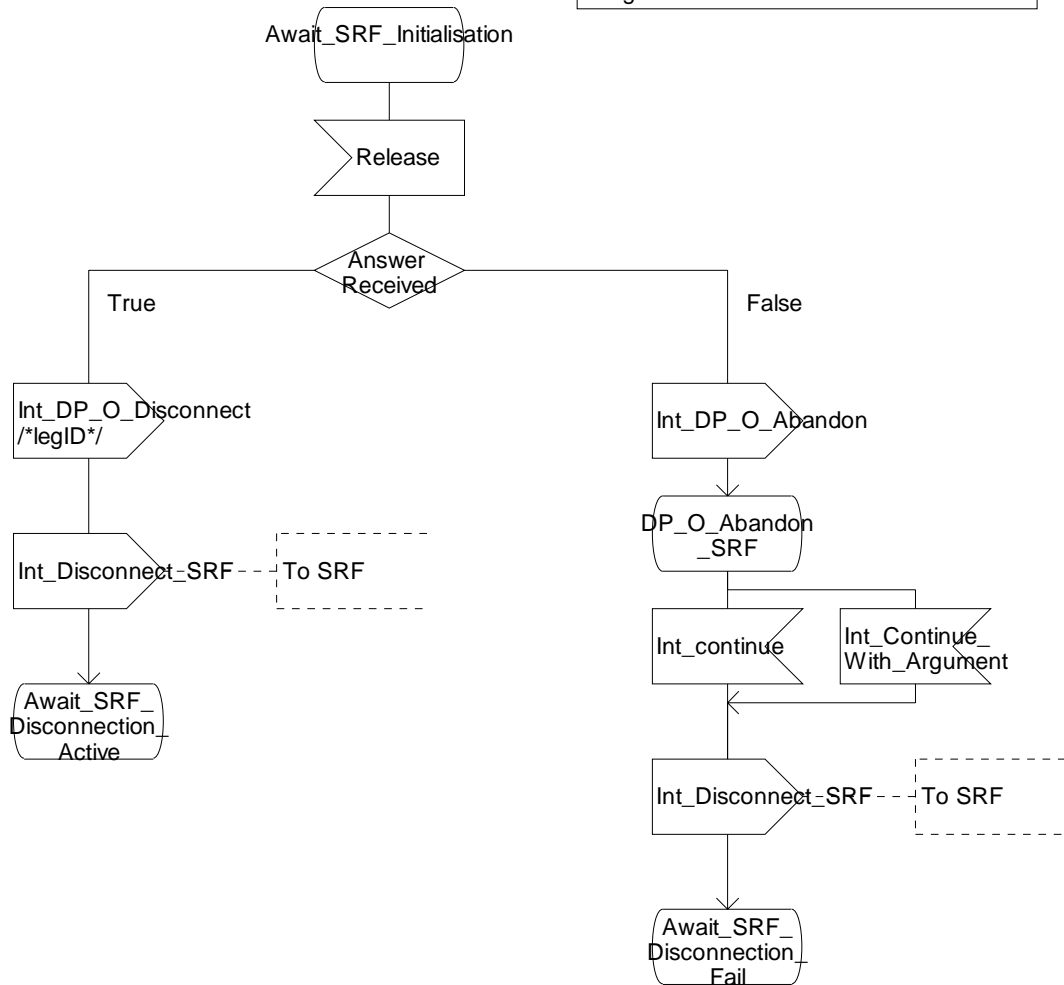 Await_SRF_Initialisation
Release
Answer
Received
True
False
Int_DP_O_Disconnect
/*legID*/
Int_DP_O_Abandon
DP_O_Abandon
_SRF
Int_Disconnect_SRF
To SRF
Int_continue
Int_Continue_
With_Argument
Await_SRF_
Disconnection_
Active
Int_Disconnect_SRF
To SRF
Await_SRF_
Disconnection_
Fail